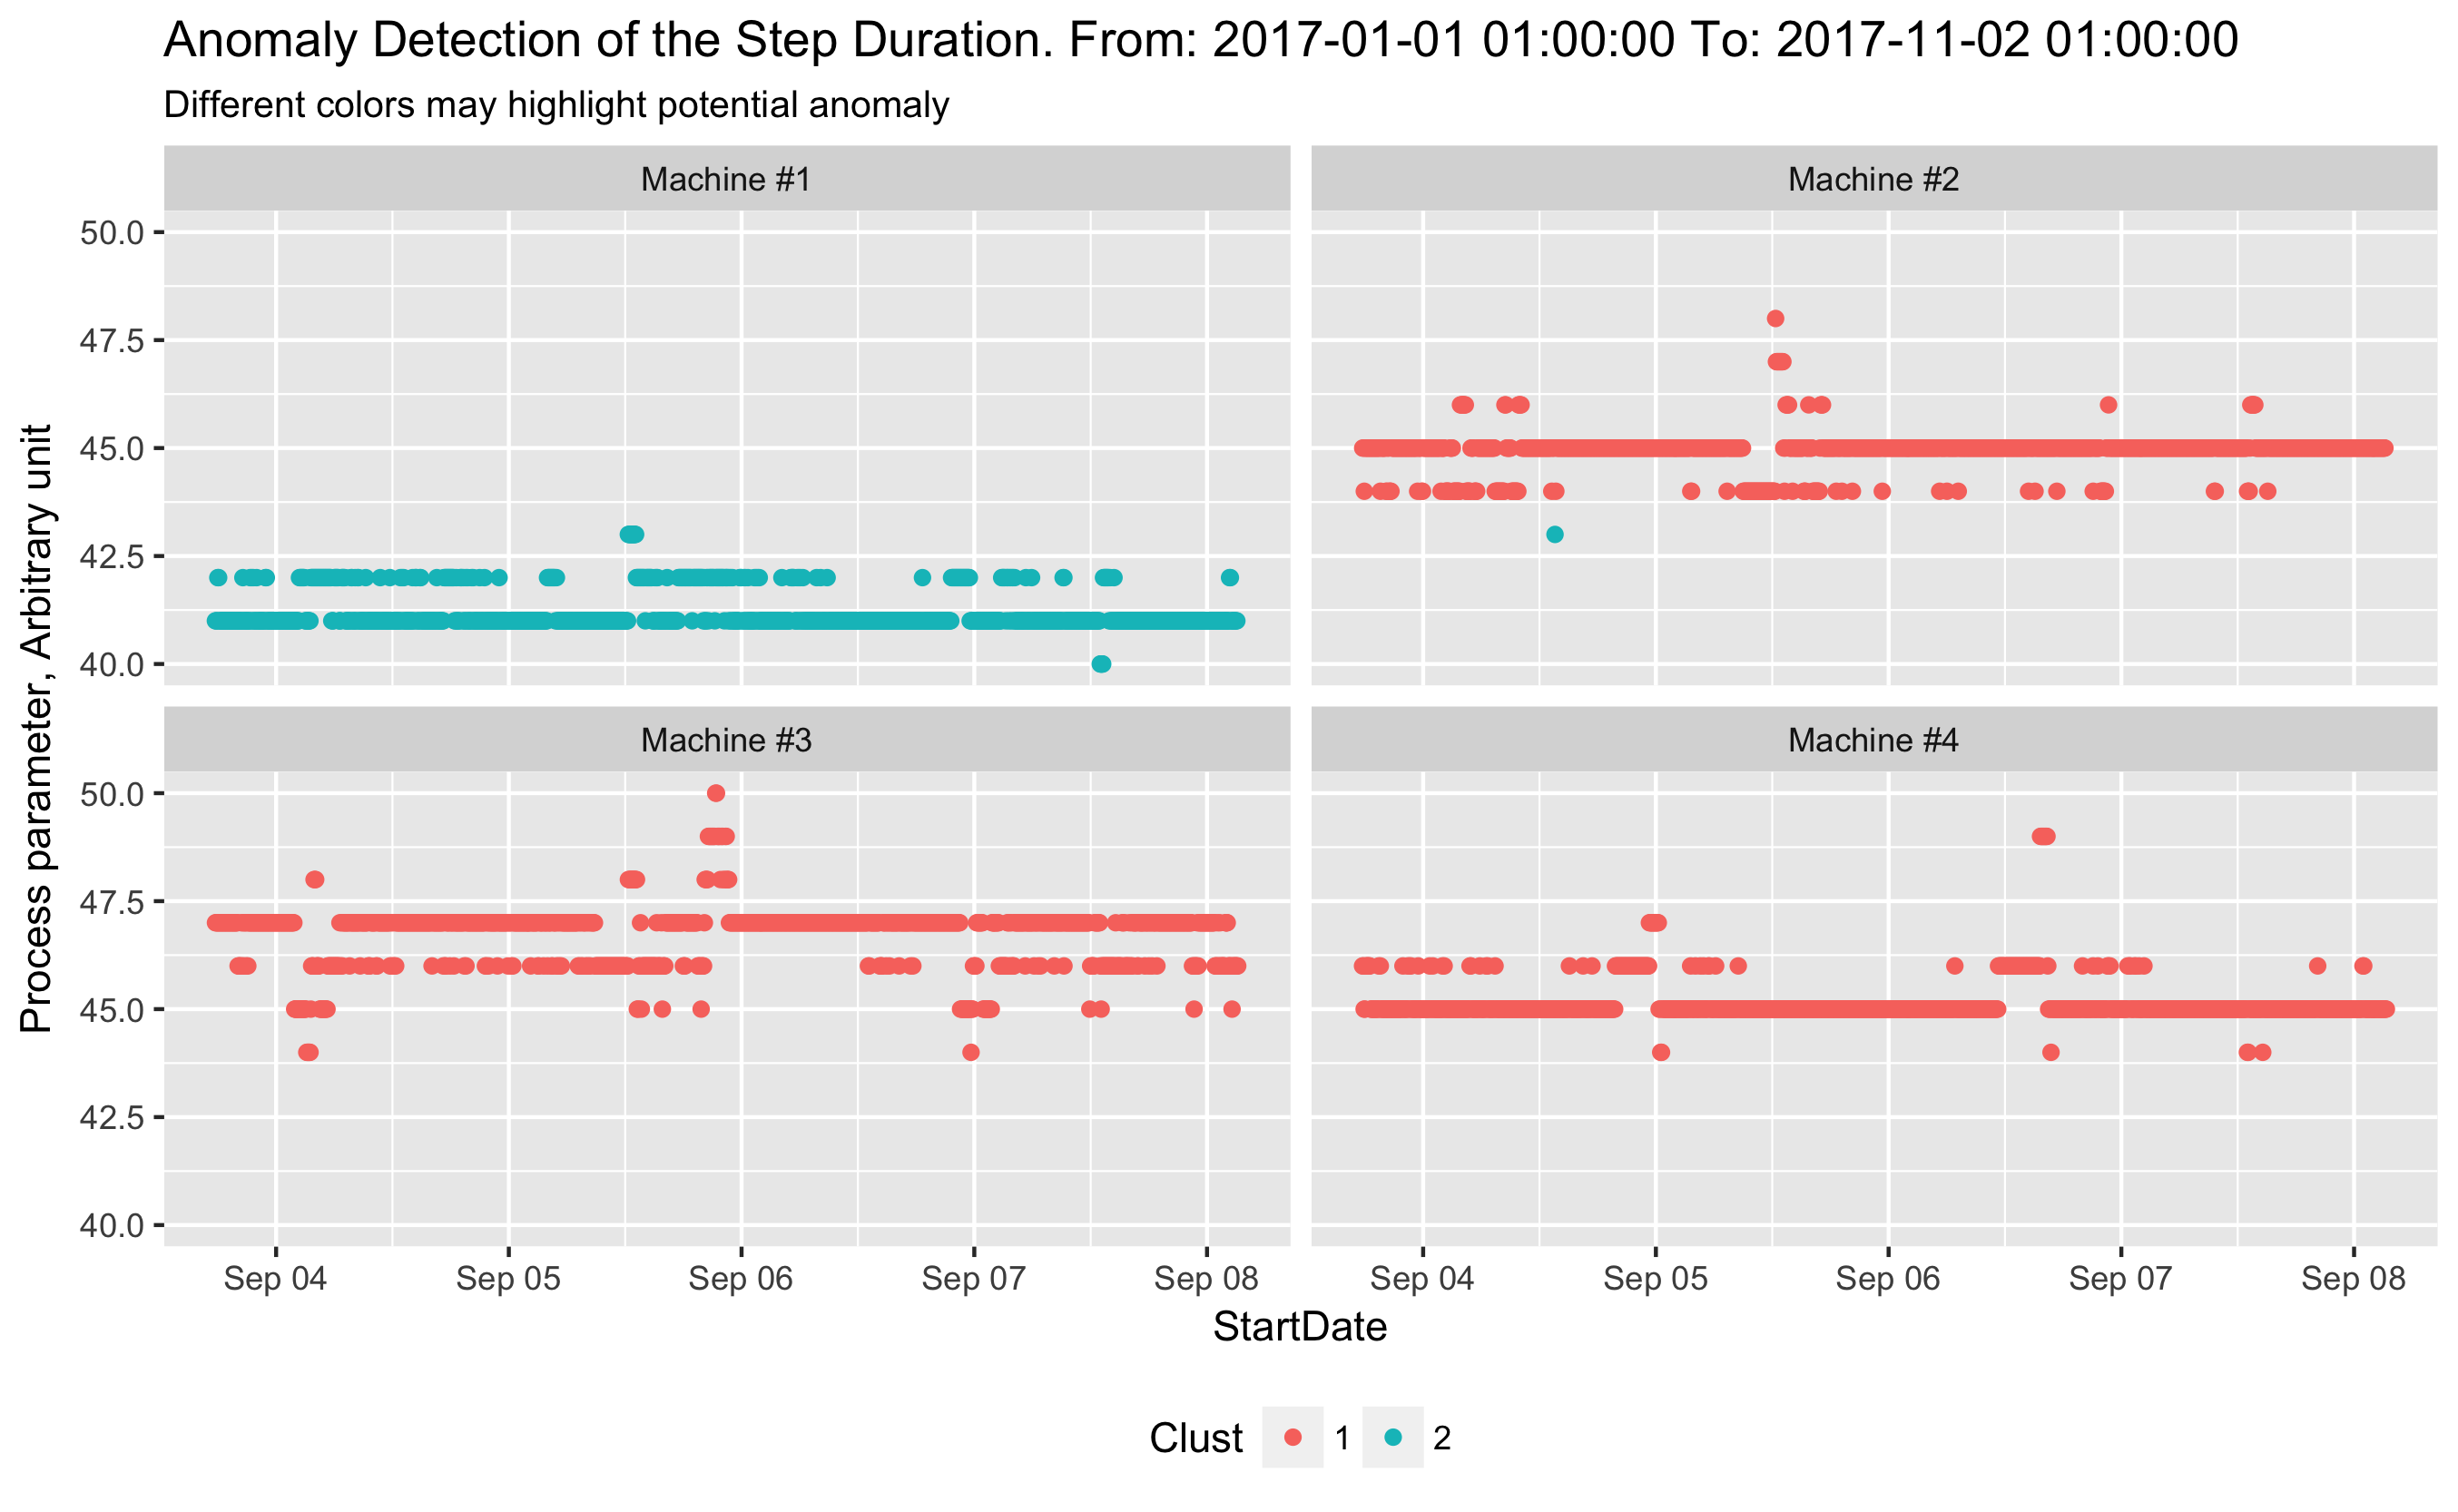 Anomaly Detection of the Step Duration. From: 2017-01-01 01:00:00 To: 2017-11-02 01:00:00
Different colors may highlight potential anomaly
Machine #1
Machine #2
50.0
47.5
45.0
42.5
40.0
Machine #3
Machine #4
50.0
47.5
45.0
42.5
40.0
Process parameter, Arbitrary unit
Sep 04 Sep 05 Sep 06 Sep 07 Sep 08 Sep 04 Sep 05 Sep 06 Sep 07 Sep 08
StartDate
Clust 1 2